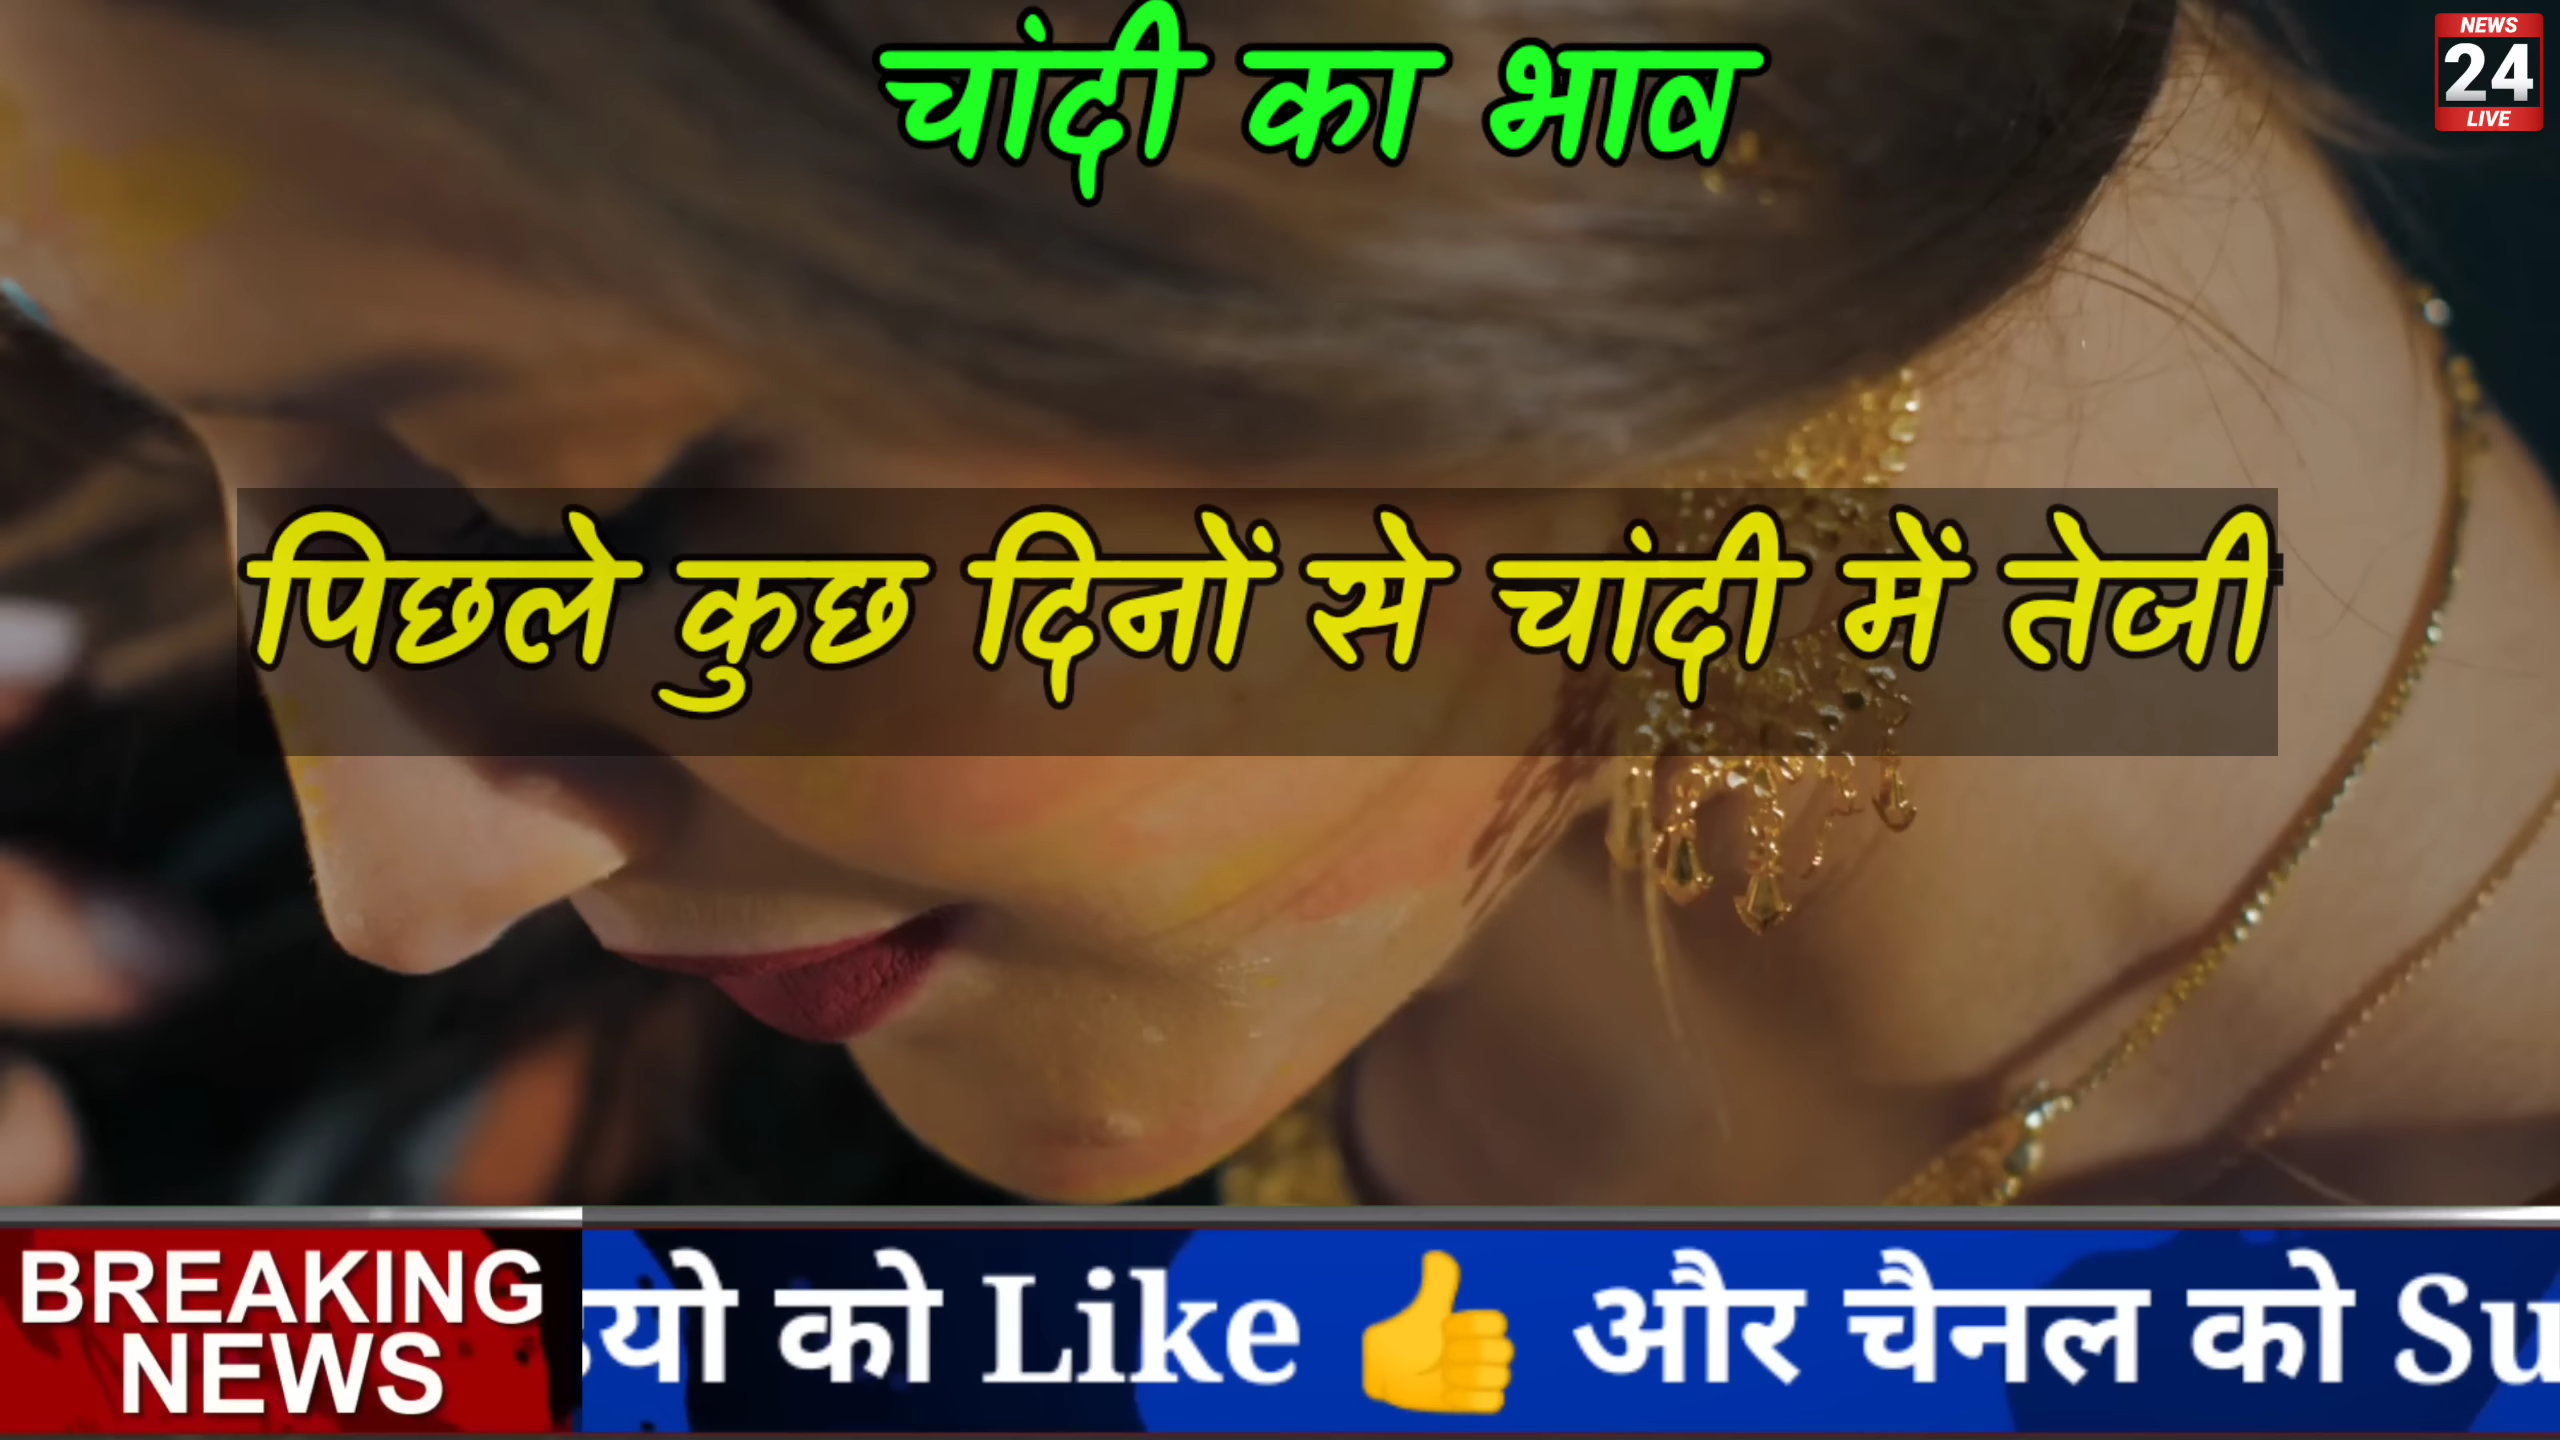 चांदी का भाव
NEWS
24
LIVE
पिछले कुछ दिनों से चांदी में तेजी
BREAKING
NEWS
को Like 👍 और चैनल को